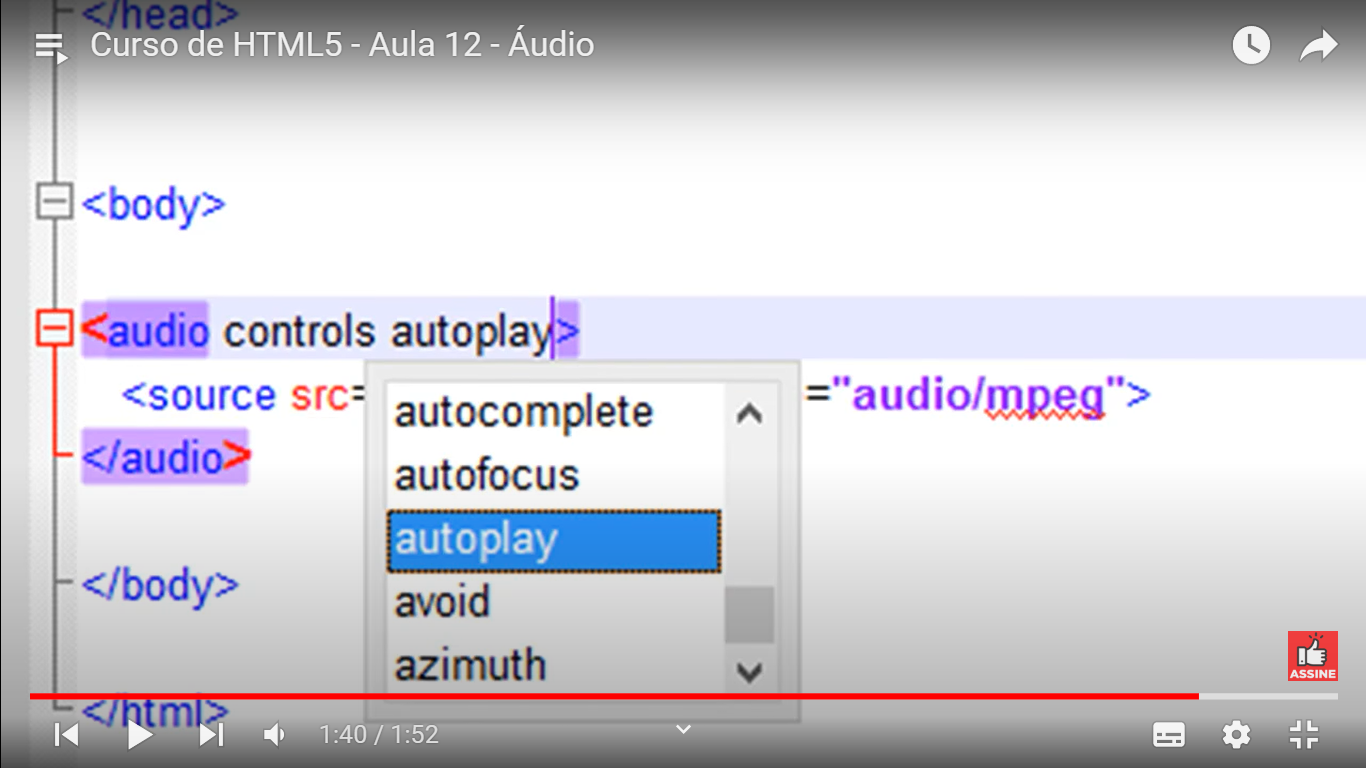 </head>
Curso de HTML5 - Aula 12 - Áudio
<body>
<audio controls autoplay>
<source src= ="audio/mpeg">
autocomplete
</audio>
autofocus
autoplay
</body>
avoid
azimuth
ASSINE
</html>
1:40 / 1:52